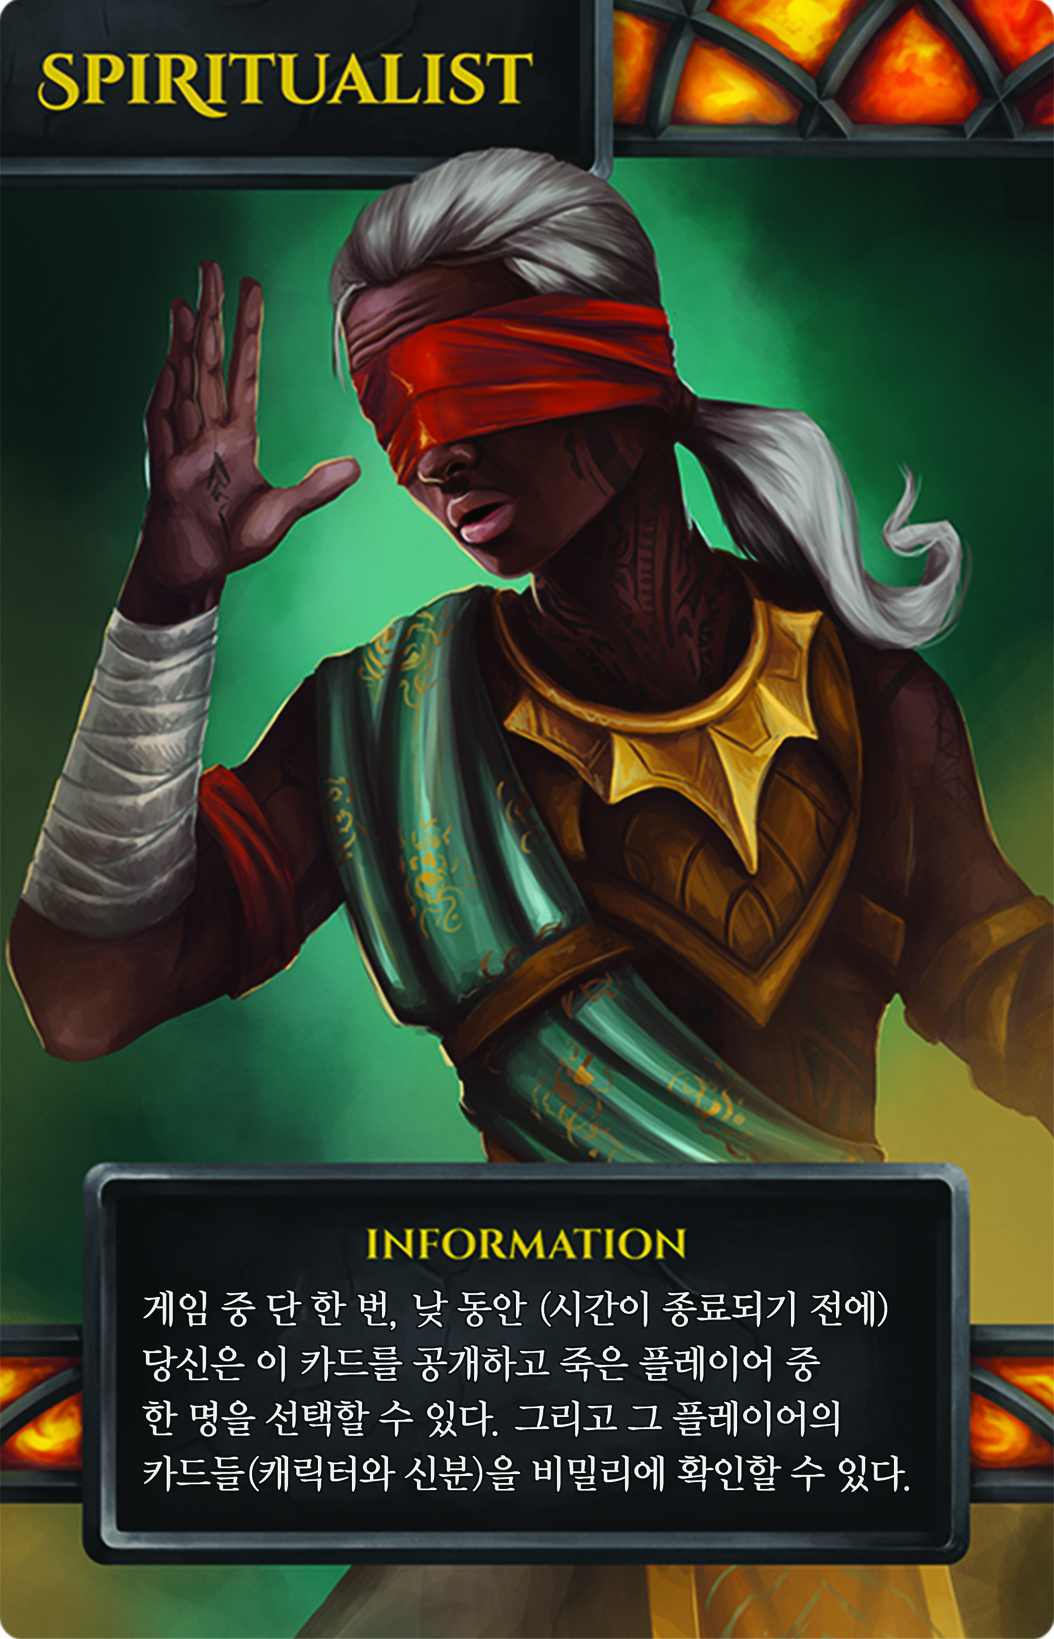 SPIRITUALIST
INFORMATION
게임 중 단 한 번, 낮 동안 (시간이 종료되기 전에)
당신은 이 카드를 공개하고 죽은 플레이어 중
한 명을 선택할 수 있다. 그리고 그 플레이어의
카드들(캐릭터와 신분)을 비밀리에 확인할 수 있다.